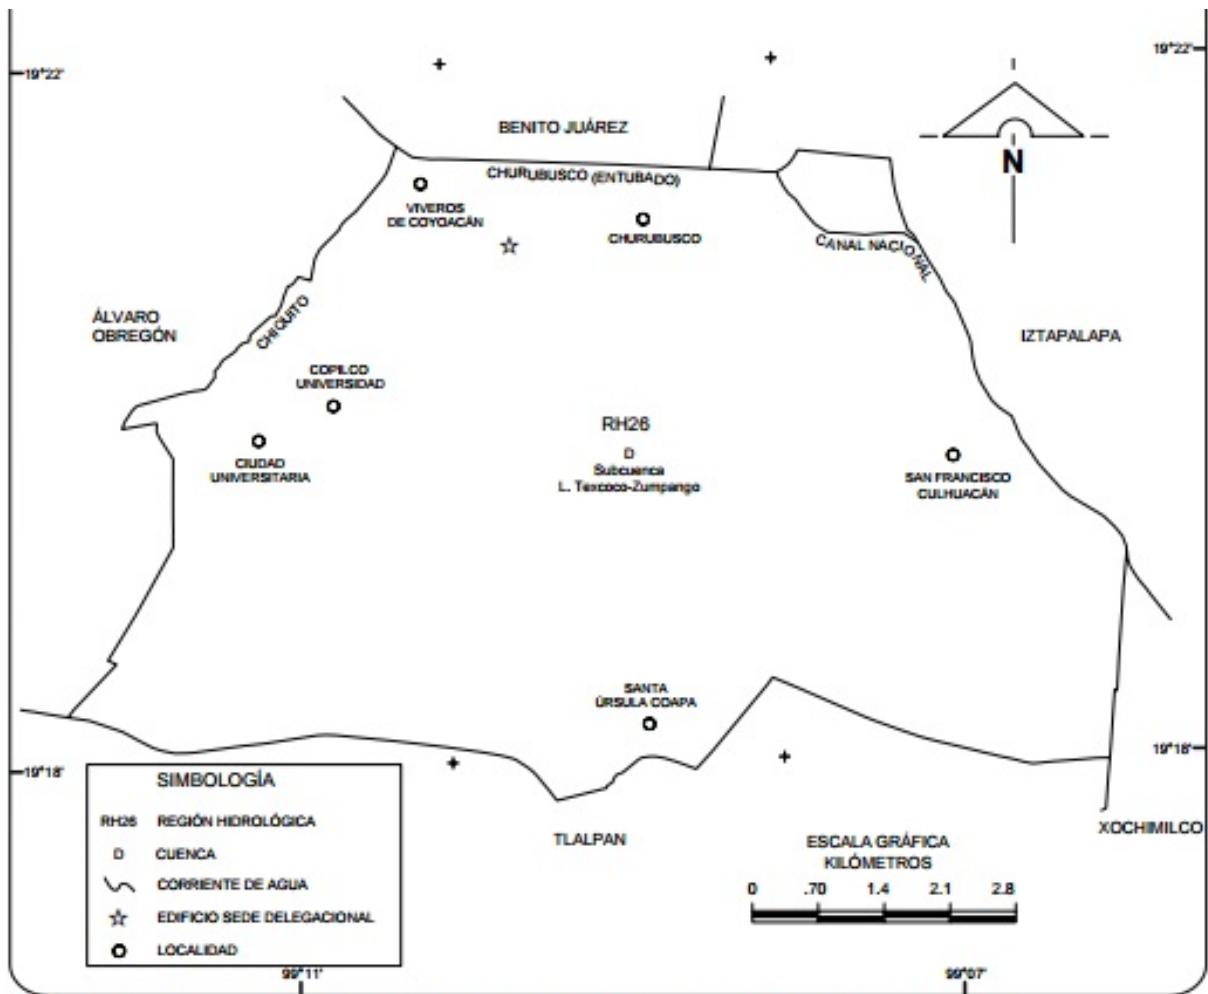 19°22'
19°22'
BENITO JUÁREZ
N
CHURUBUSCO (ENTUBADO)
VIVEROS
DE COYOACÁN
CHURUBUSCO
CANAL NACIONAL
CHIQUITO
ÁLVARO
OBREGÓN
IZTAPALAPA
COPILCO
UNIVERSIDAD
RH26
D
Subcuenca
L. Texcoco-Zumpango
CIUDAD
UNIVERSITARIA
SAN FRANCISCO
CULHUACÁN
SANTA
ÚRSULA COAPA
19°18'
19°18'
SIMBOLOGÍA
RH26 REGIÓN HIDROLÓGICA
D CUENCA
CORRIENTE DE AGUA
EDIFICIO SEDE DELEGACIONAL
LOCALIDAD
TLALPAN
XOCHIMILCO
ESCALA GRÁFICA
KILÓMETROS
0 .70 1.4 2.1 2.8
99°11'
99°07'